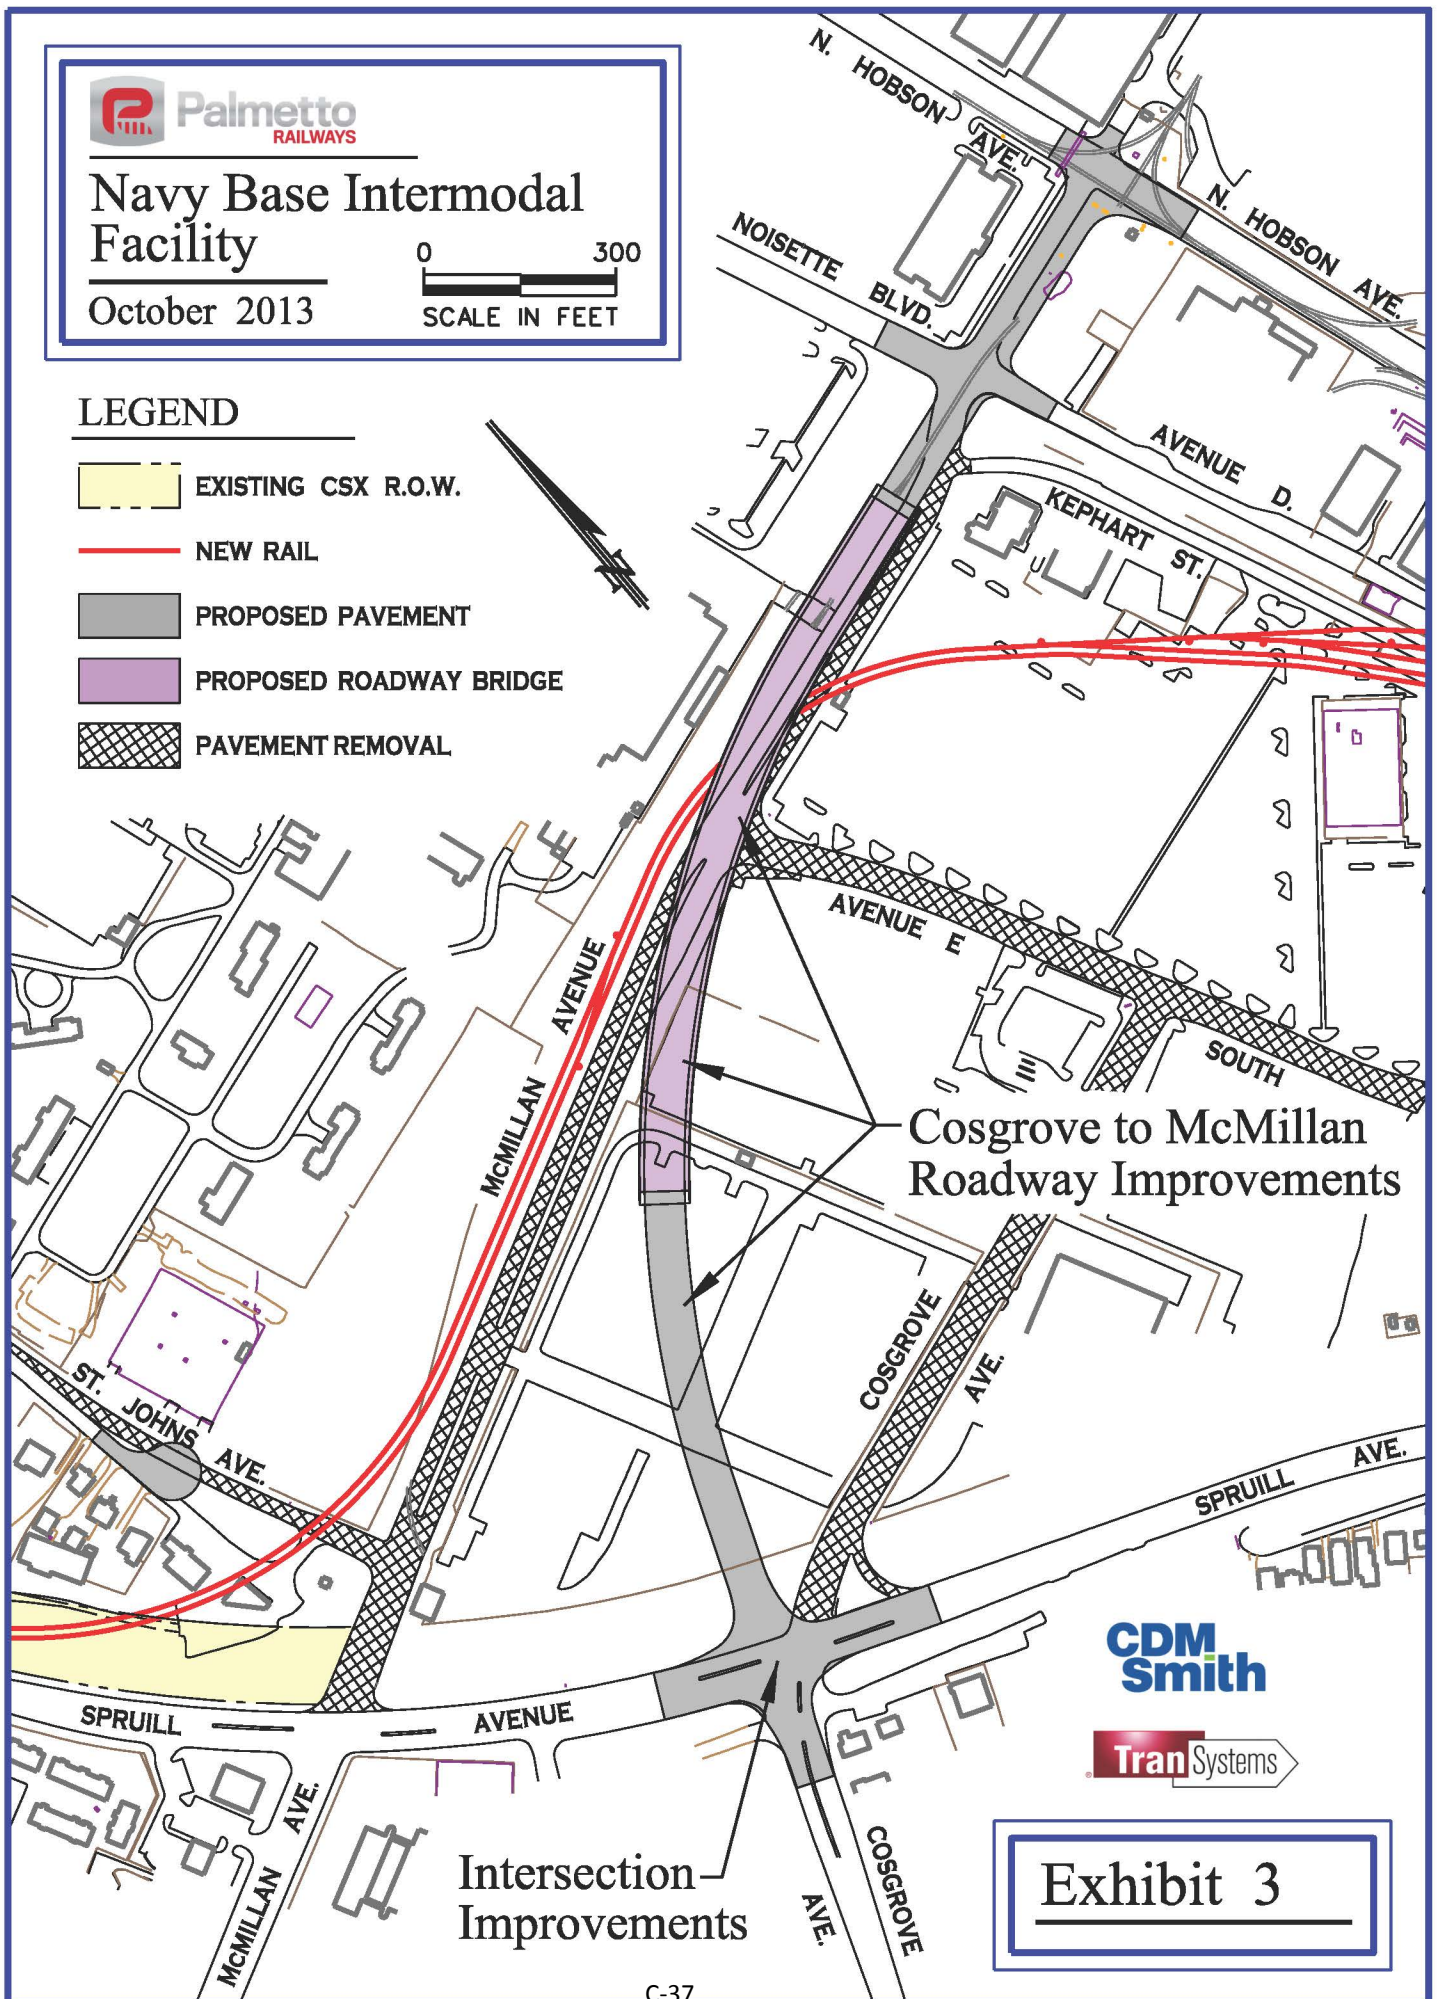 Palmetto
RAILWAYS
Navy Base Intermodal
Facility
October 2013
0 300
SCALE IN FEET
LEGEND
EXISTING CSX R.O.W.
NEW RAIL
PROPOSED PAVEMENT
PROPOSED ROADWAY BRIDGE
PAVEMENT REMOVAL
N
N. HOBSON AVE.
N. HOBSON AVE.
NOISETTE BLVD.
AVENUE D.
KEPHART ST.
AVENUE E
SOUTH
McMILLAN AVENUE
Cosgrove to McMillan
Roadway Improvements
COSGROVE AVE.
ST. JOHNS AVE.
SPRUILL AVE.
SPRUILL AVENUE
McMILLAN AVE.
COSGROVE AVE.
Intersection
Improvements
CDM
Smith
TranSystems
®
Exhibit 3
C-37